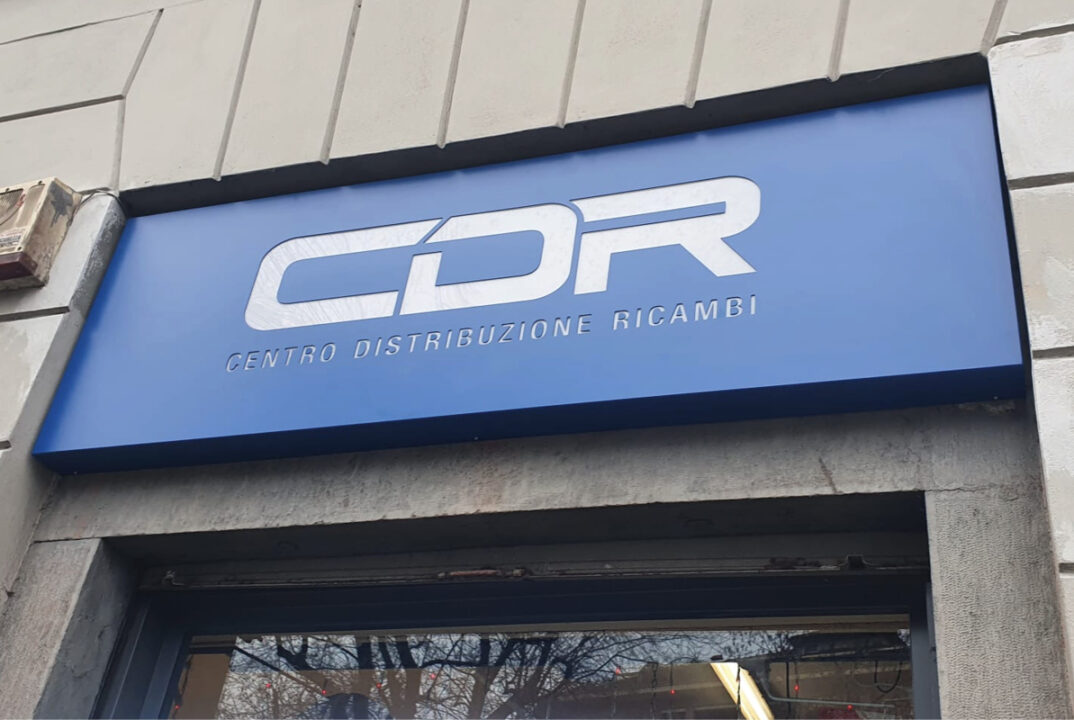 CDR
CENTRO DISTRIBUZIONE RICAMBI